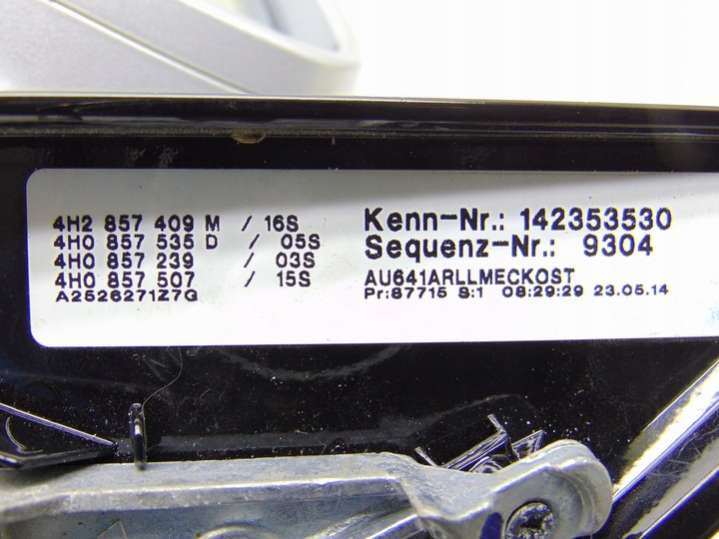 4H2 857 409 M / 16S
4H0 857 535 D / 05S
4H0 857 239 / 03S
4H0 857 507 / 15S
A2526271Z7G
Kenn-Nr.: 142353530
Sequenz-Nr.: 9304
AU641ARLLMECKOST
Pr:87715 S:1 08:29:29 23.05.14